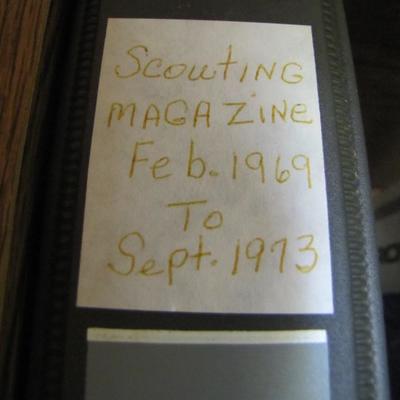 Scouting
MAGAZINE
Feb. 1969
To
Sept. 1973